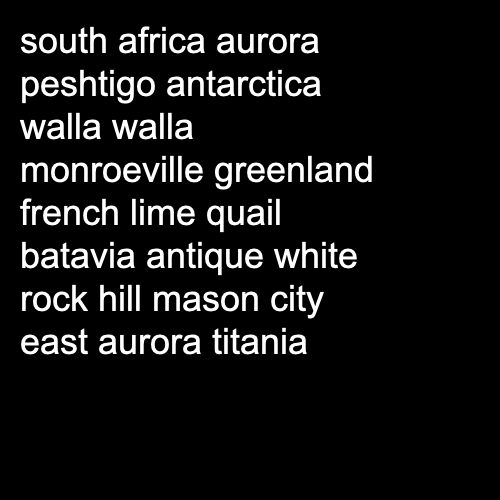 south africa aurora
peshtigo antarctica
walla walla
monroeville greenland
french lime quail
batavia antique white
rock hill mason city
east aurora titania